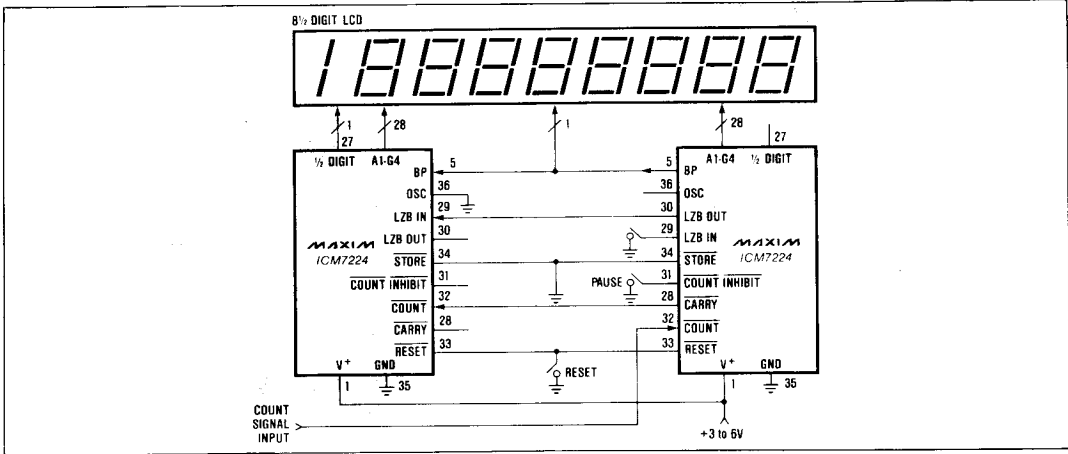 8½ DIGIT LCD
18888888 8
1
28
1
28
27
27
½ DIGIT A1-G4
A1-G4 ½ DIGIT
BP 5
5 BP
36
OSC
36
OSC
29
LZB IN
30
LZB OUT
30
LZB OUT
29
LZB IN
MAXIM
ICM7224
MAXIM
ICM7224
34
STORE
34
STORE
31
COUNT INHIBIT
PAUSE
31
COUNT INHIBIT
32
COUNT
28
CARRY
28
CARRY
32
COUNT
33
RESET
33
RESET
RESET
V+ GND
1 35
V+ GND
1 35
COUNT
SIGNAL
INPUT
+3 to 6V